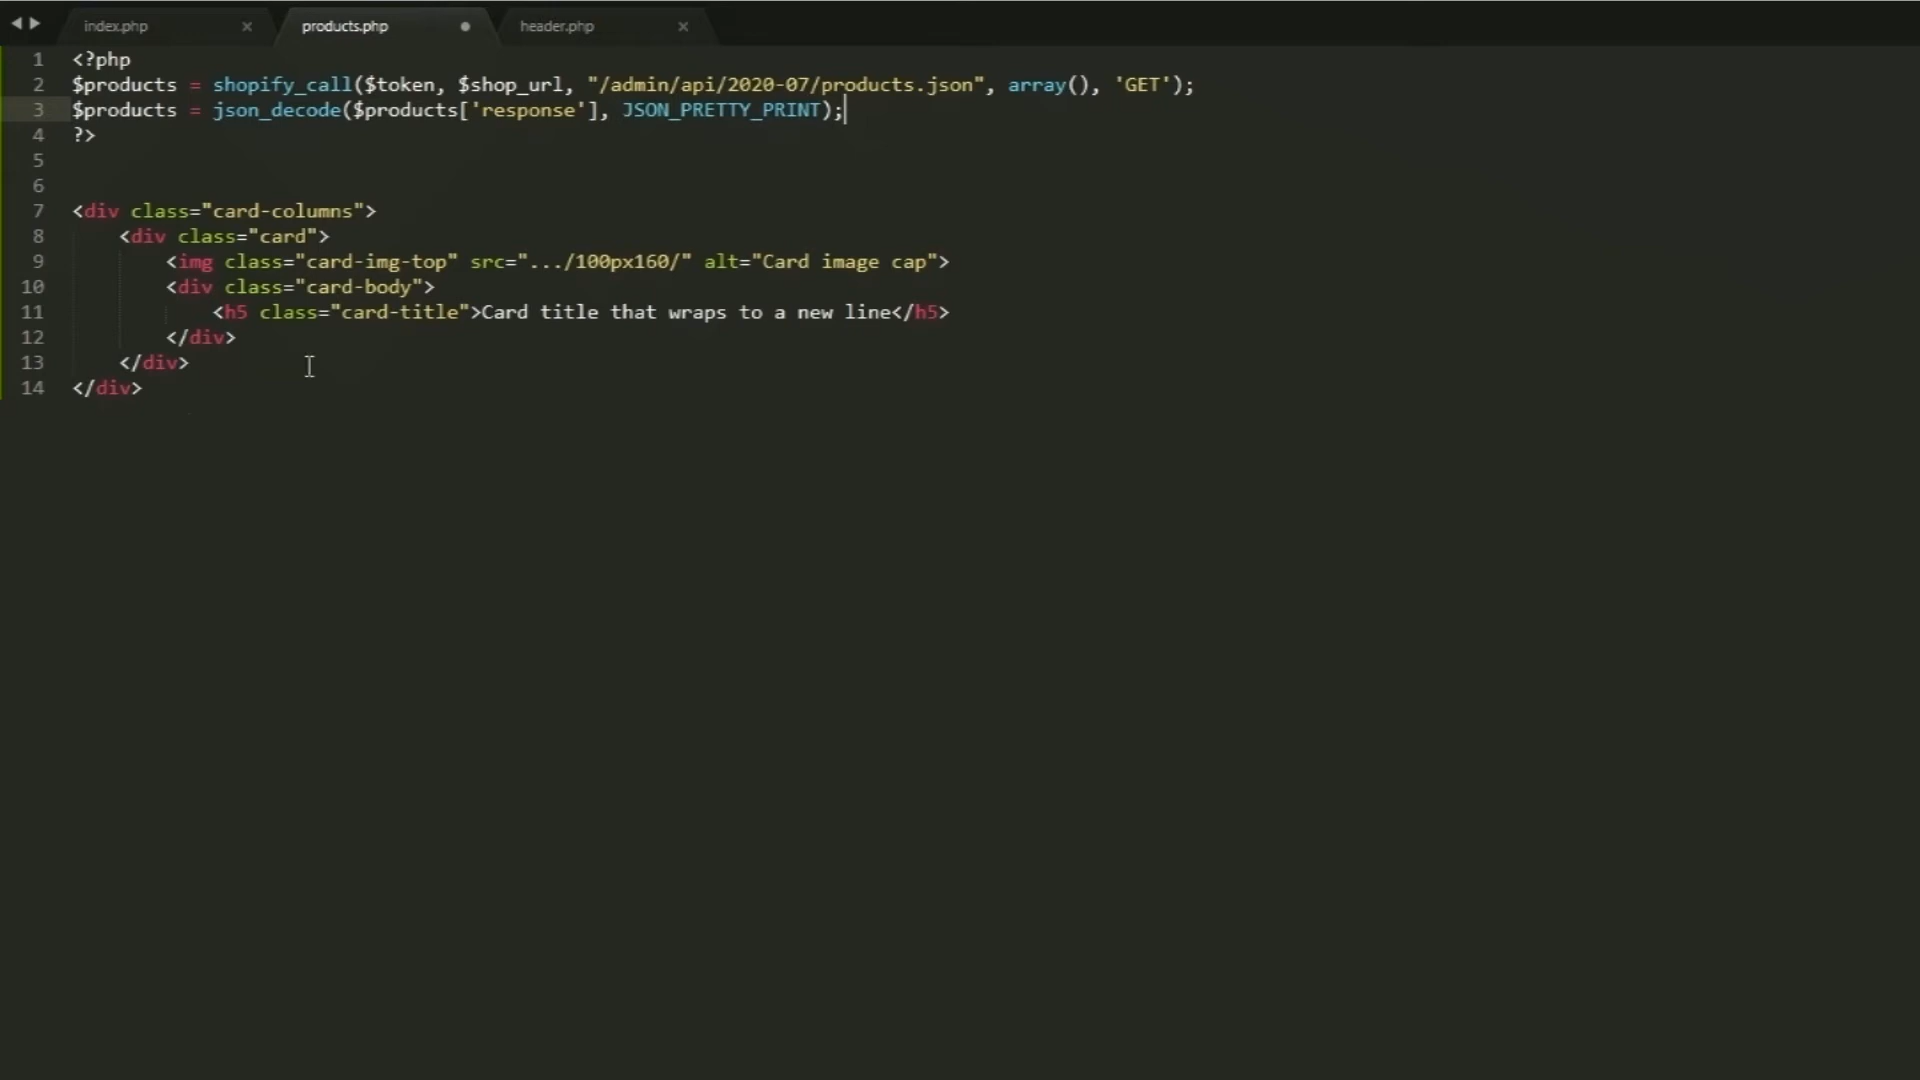 index.php × products.php header.php ×
1 <?php
2 $products = shopify_call($token, $shop_url, "/admin/api/2020-07/products.json", array(), 'GET');
3 $products = json_decode($products['response'], JSON_PRETTY_PRINT);
4 ?>
5
6
7 <div class="card-columns">
8     <div class="card">
9         <img class="card-img-top" src=".../100px160/" alt="Card image cap">
10         <div class="card-body">
11             <h5 class="card-title">Card title that wraps to a new line</h5>
12         </div>
13     </div>
14 </div>